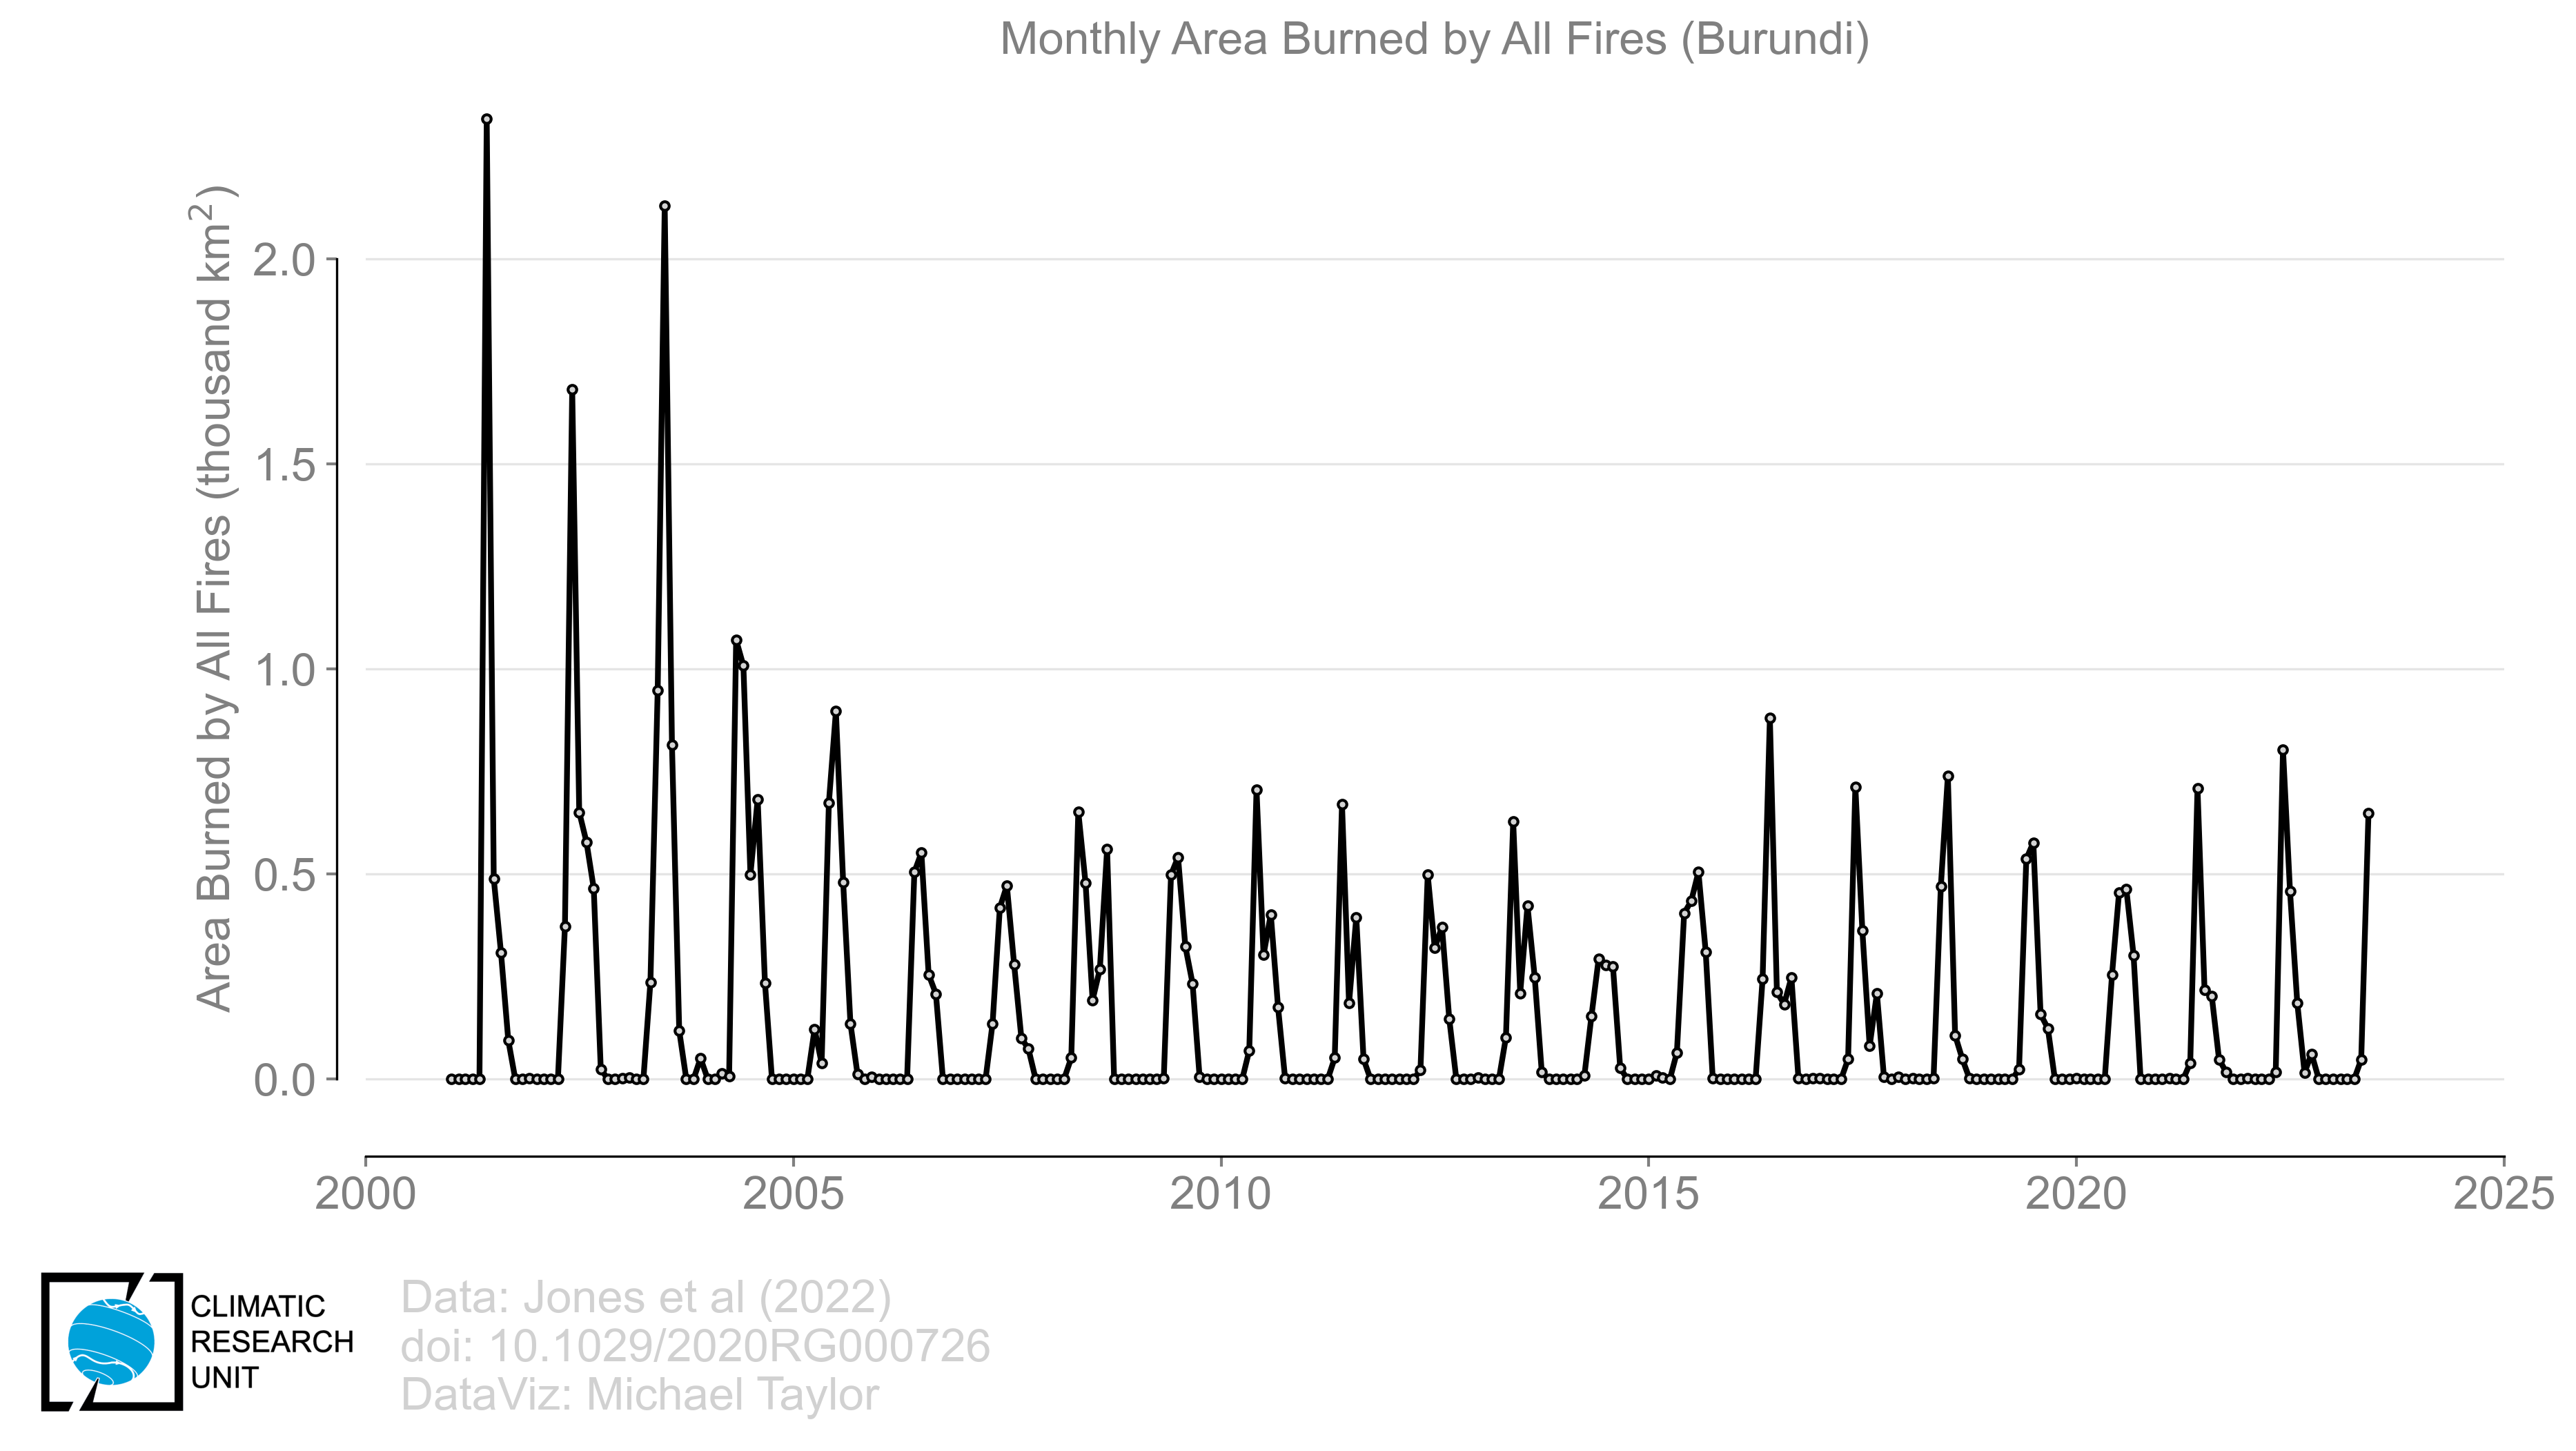 Monthly Area Burned by All Fires (Burundi)
Area Burned by All Fires (thousand km²)
2.0
1.5
1.0
0.5
0.0
2000 2005 2010 2015 2020 2025
CLIMATIC
RESEARCH
UNIT
Data: Jones et al (2022)
doi: 10.1029/2020RG000726
DataViz: Michael Taylor